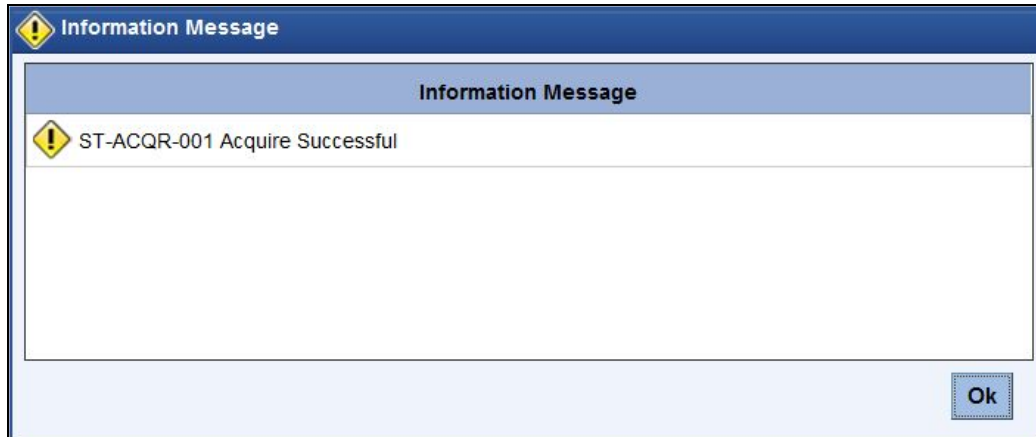 Information Message
Information Message
ST-ACQR-001 Acquire Successful
Ok